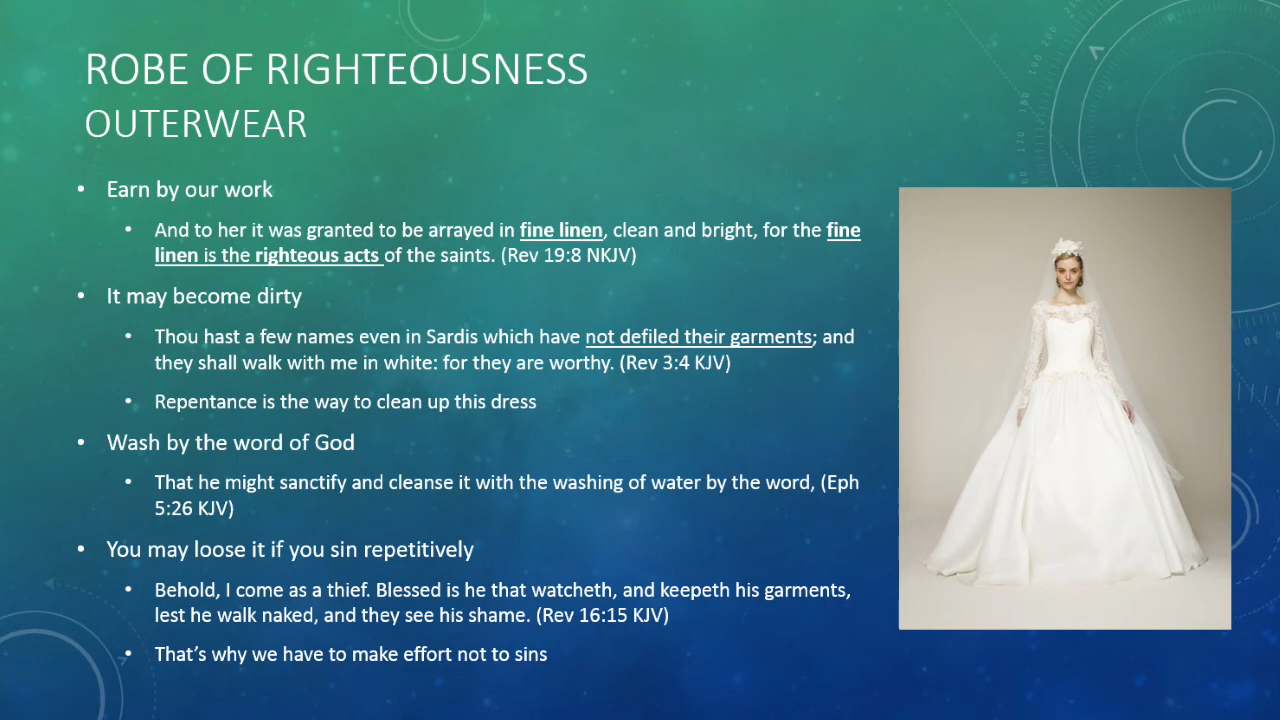 ROBE OF RIGHTEOUSNESS
OUTERWEAR
• Earn by our work
• And to her it was granted to be arrayed in fine linen, clean and bright, for the fine
linen is the righteous acts of the saints. (Rev 19:8 NKJV)
• It may become dirty
• Thou hast a few names even in Sardis which have not defiled their garments; and
they shall walk with me in white: for they are worthy. (Rev 3:4 KJV)
• Repentance is the way to clean up this dress
• Wash by the word of God
• That he might sanctify and cleanse it with the washing of water by the word, (Eph
5:26 KJV)
• You may loose it if you sin repetitively
• Behold, I come as a thief. Blessed is he that watcheth, and keepeth his garments,
lest he walk naked, and they see his shame. (Rev 16:15 KJV)
• That's why we have to make effort not to sins